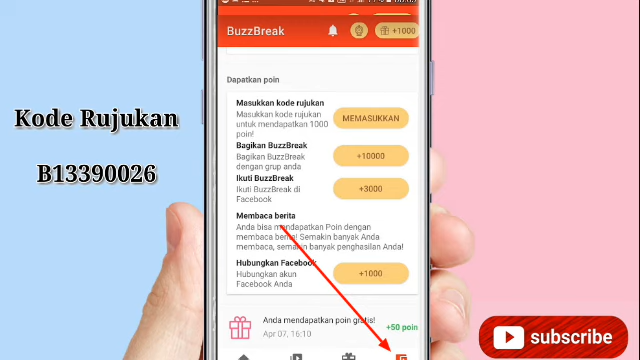 BuzzBreak
+1000
Dapatkan poin
Masukkan kode rujukan
Masukkan kode rujukan
untuk mendapatkan 1000
poin!
MEMASUKKAN
Bagikan BuzzBreak
Bagikan BuzzBreak
dengan grup anda
+10000
Ikuti BuzzBreak
Ikuti BuzzBreak di
Facebook
+3000
Membaca berita
Anda bisa mendapatkan Poin dengan
membaca berita! Semakin banyak Anda
membaca, semakin banyak penghasilan Anda!
Hubungkan Facebook
Hubungkan akun
Facebook Anda
+1000
Anda mendapatkan poin gratis!
Apr 07, 16:10
+50 poin
Kode Rujukan
B13390026
subscribe